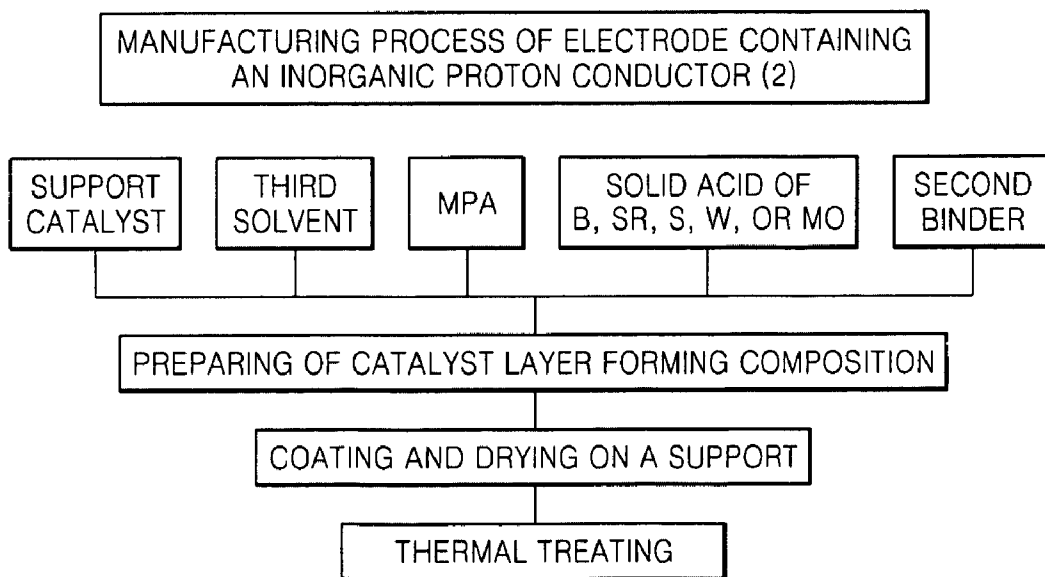 MANUFACTURING PROCESS OF ELECTRODE CONTAINING
AN INORGANIC PROTON CONDUCTOR (2)
SUPPORT
CATALYST
THIRD
SOLVENT
MPA
SOLID ACID OF
B, SR, S, W, OR MO
SECOND
BINDER
PREPARING OF CATALYST LAYER FORMING COMPOSITION
COATING AND DRYING ON A SUPPORT
THERMAL TREATING